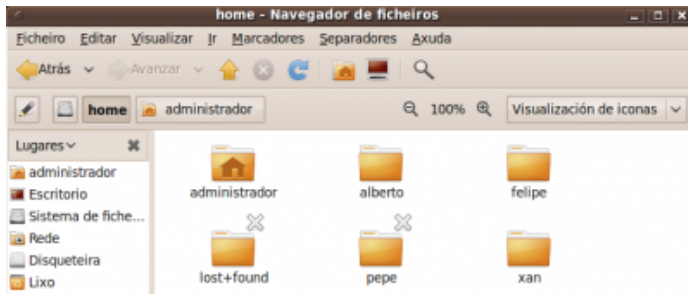 home - Navegador de ficheiros
Ficheiro Editar Visualizar Ir Marcadores Separadores Axuda
Atrás Avanzar
home administrador 100% Visualización de iconas
Lugares
administrador
Escritorio
Sistema de fiche...
Rede
Disqueteira
Lixo
administrador alberto felipe
lost+found pepe xan